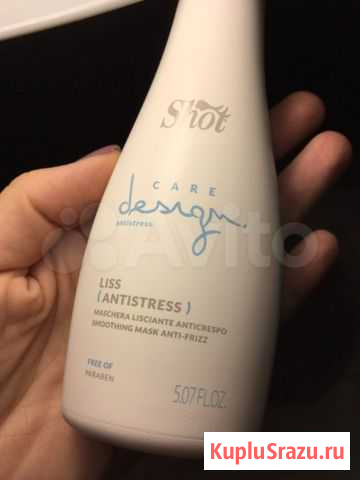 Shot
CARE
design.
antistress
LISS
(ANTISTRESS)
MASCHERA LISCIANTE ANTICRESPO
SMOOTHING MASK ANTI-FRIZZ
FREE OF
PARABEN
5.07 FL.OZ.
Avito
KupluSrazu.ru